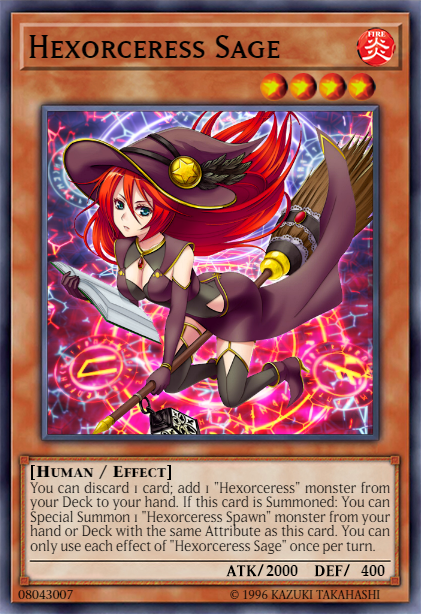 Hexorceress Sage
FIRE
炎
[Human / Effect]
You can discard 1 card; add 1 "Hexorceress" monster from
your Deck to your hand. If this card is Summoned: You can
Special Summon 1 "Hexorceress Spawn" monster from your
hand or Deck with the same Attribute as this card. You can
only use each effect of "Hexorceress Sage" once per turn.
ATK/2000 DEF/ 400
08043007
©1996 KAZUKI TAKAHASHI